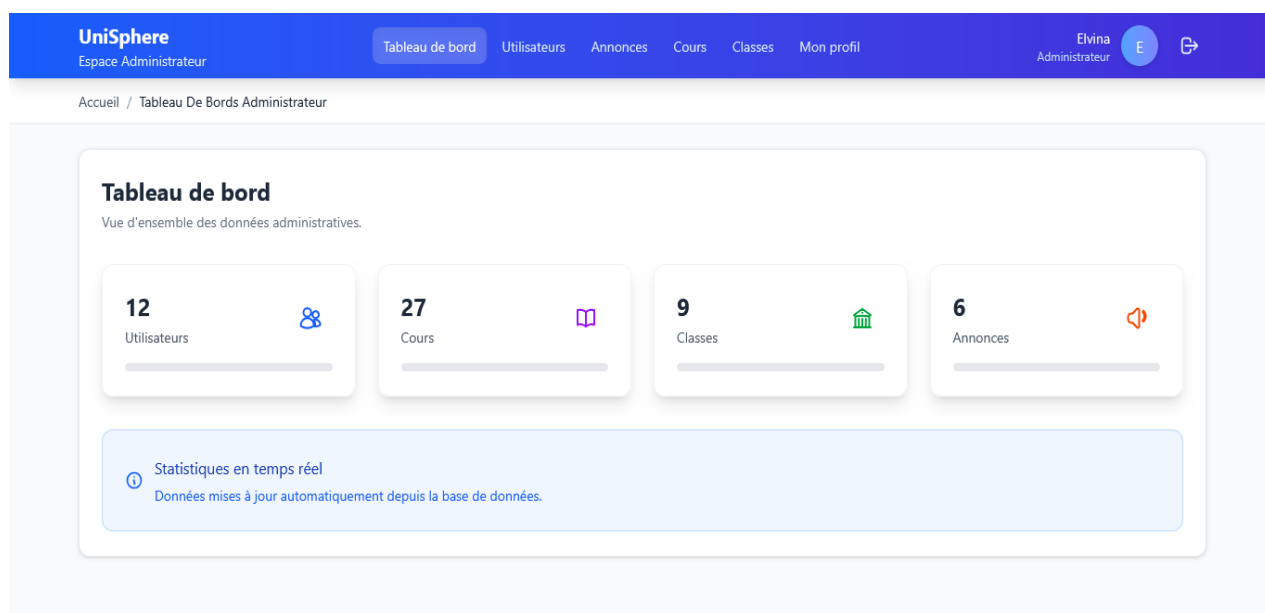 UniSphere
Espace Administrateur
Tableau de bord
Utilisateurs
Annonces
Cours
Classes
Mon profil
Elvina
Administrateur
E
Accueil / Tableau De Bords Administrateur
Tableau de bord
Vue d'ensemble des données administratives.
12
Utilisateurs
27
Cours
9
Classes
6
Annonces
Statistiques en temps réel
Données mises à jour automatiquement depuis la base de données.